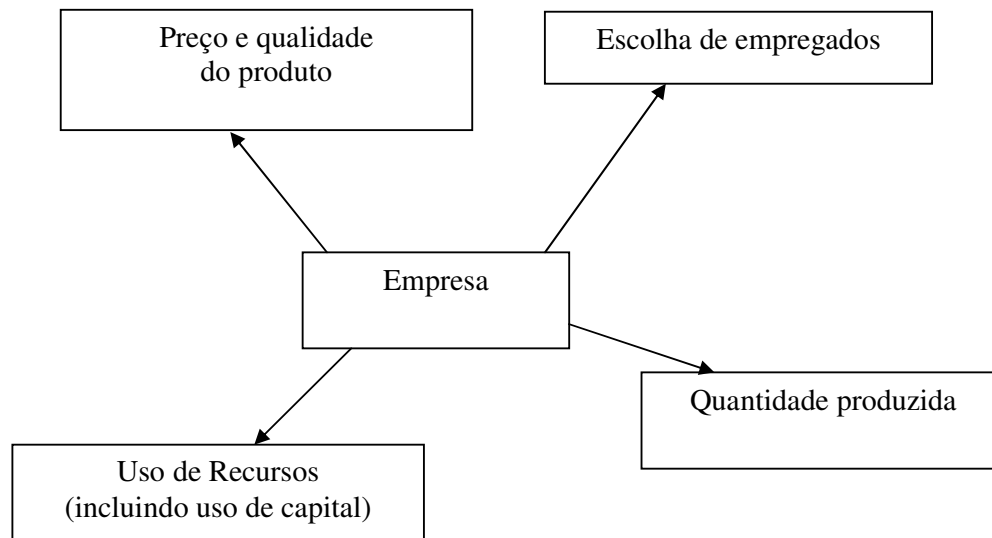 Preço e qualidade
do produto
Escolha de empregados
Empresa
Quantidade produzida
Uso de Recursos
(incluindo uso de capital)